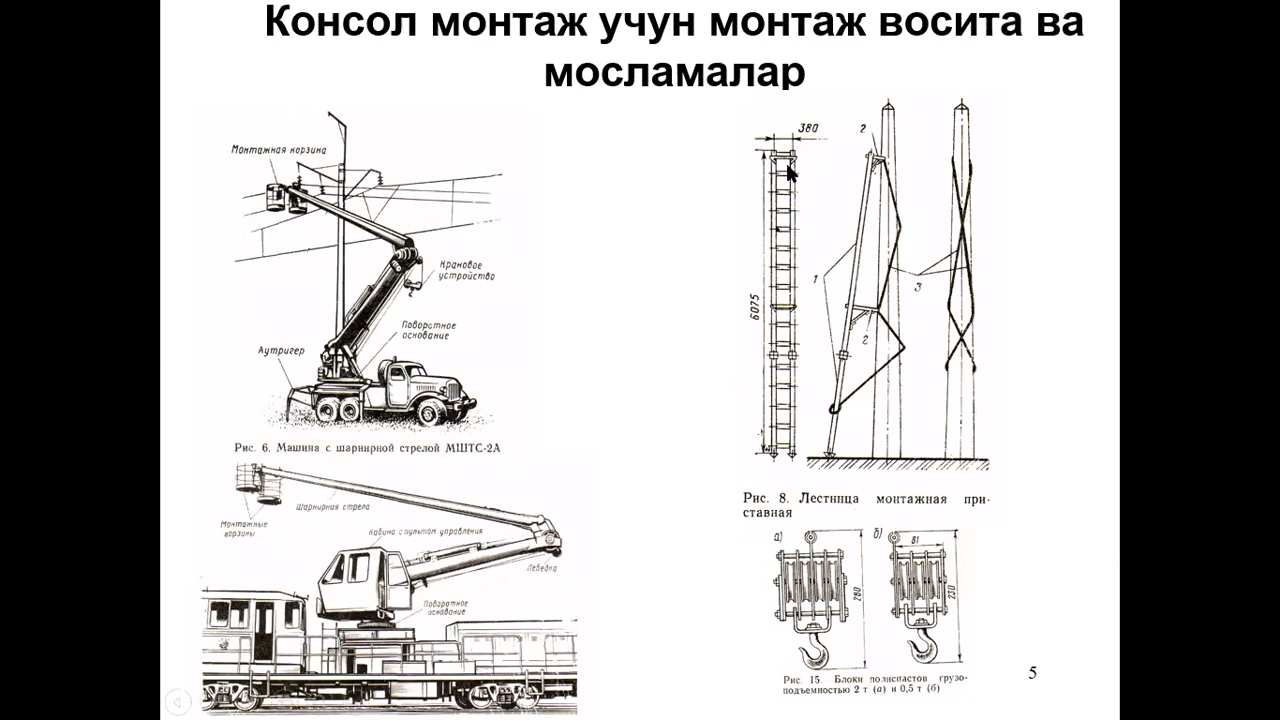 Консол монтаж учун монтаж восита ва
мосламалар
Монтажная корзина
Крановое
устройство
Поворотное
основание
Аутригер
Рис. 6. Машина с шарнирной стрелой МШТС-2А
Шарнирная стрела
Монтажные
корзины
Кабина с пультом управления
Лебедка
Поворотное
основание
380
2
6075
1
3
2
Рис. 8. Лестница монтажная при-
ставная
а)
280
б)
81
230
Рис. 15. Блоки полиспастов грузо-
подъемностью 2 т (а) и 0,5 т (б)
5